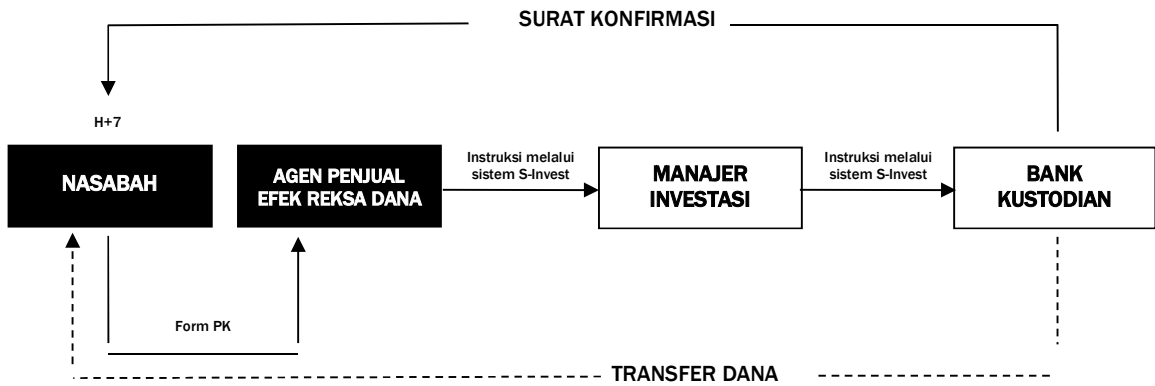 SURAT KONFIRMASI
H+7
NASABAH
AGEN PENJUAL
EFEK REKSA DANA
Instruksi melalui
sistem S-Invest
MANAJER
INVESTASI
Instruksi melalui
sistem S-Invest
BANK
KUSTODIAN
Form PK
TRANSFER DANA